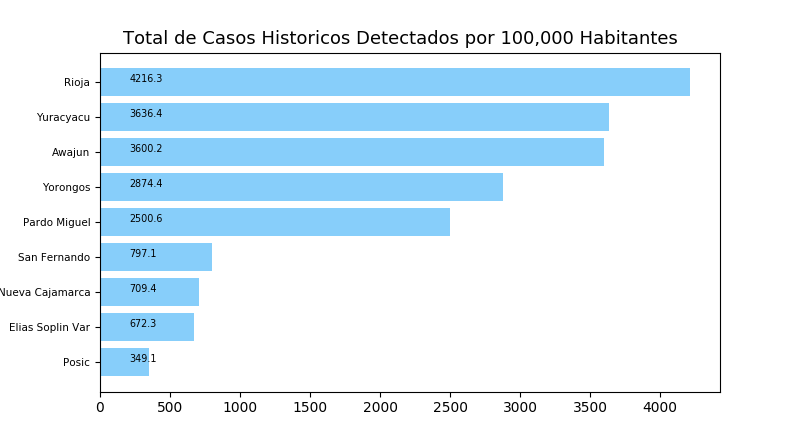 Total de Casos Historicos Detectados por 100,000 Habitantes
Rioja 4216.3
Yuracyacu 3636.4
Awajun 3600.2
Yorongos 2874.4
Pardo Miguel 2500.6
San Fernando 797.1
Nueva Cajamarca 709.4
Elias Soplin Var 672.3
Posic 349.1
0 500 1000 1500 2000 2500 3000 3500 4000